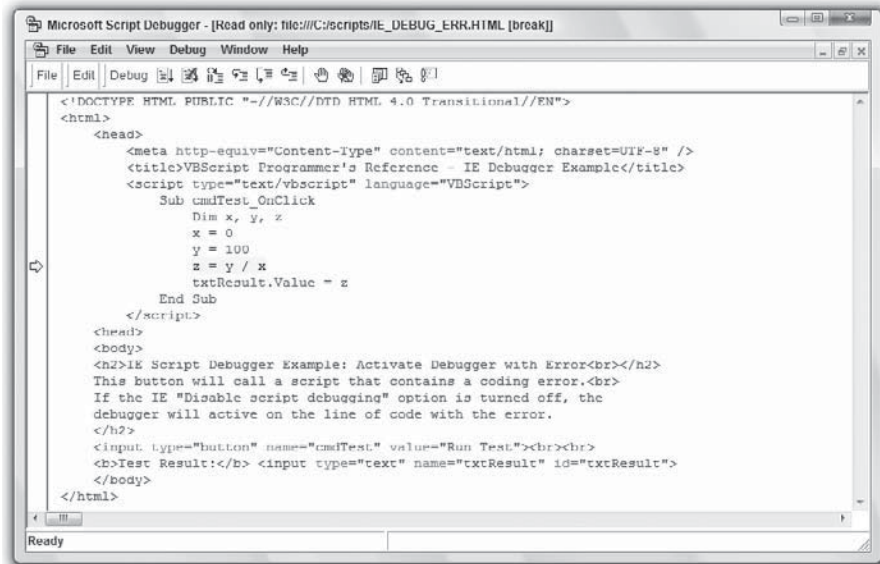 Microsoft Script Debugger - [Read only: file:///C:/scripts/IE_DEBUG_ERR.HTML [break]]
File Edit View Debug Window Help
File Edit Debug
<!DOCTYPE HTML PUBLIC "-//W3C//DTD HTML 4.0 Transitional//EN">
<html>
<head>
<meta http-equiv="Content-Type" content="text/html; charset=UTF-8" />
<title>VBScript Programmer's Reference - IE Debugger Example</title>
<script type="text/vbscript" language="VBScript">
Sub cmdTest_OnClick
Dim x, y, z
x = 0
y = 100
z = y / x
txtResult.Value = z
End Sub
</script>
<head>
<body>
<h2>IE Script Debugger Example: Activate Debugger with Error<br></h2>
This button will call a script that contains a coding error.<br>
If the IE "Disable script debugging" option is turned off, the
debugger will active on the line of code with the error.
</h2>
<input type="button" name="cmdTest" value="Run Test"><br><br>
<b>Test Result:</b> <input type="text" name="txtResult" id="txtResult">
</body>
</html>
Ready